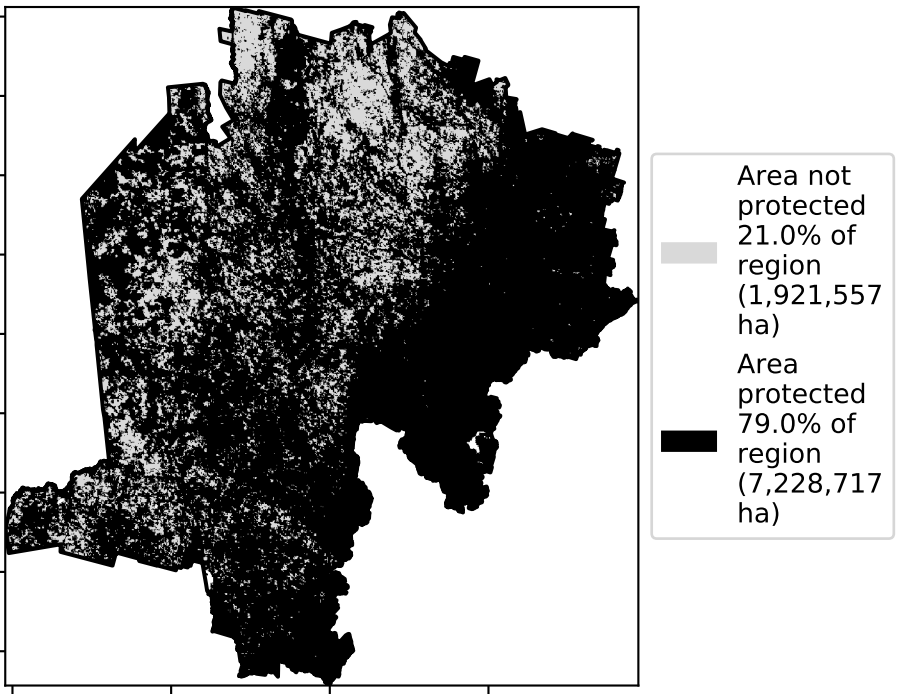 Area not
protected
21.0% of
region
(1,921,557
ha)
Area
protected
79.0% of
region
(7,228,717
ha)